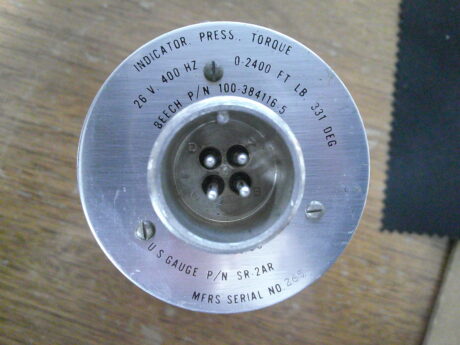 INDICATOR. PRESS. TORQUE
26 V. 400 HZ 0-2400 FT LB. 331 DEG
BEECH P/N 100-384116-5
D
B
U S GAUGE P/N SR-2AR
MFRS SERIAL NO.